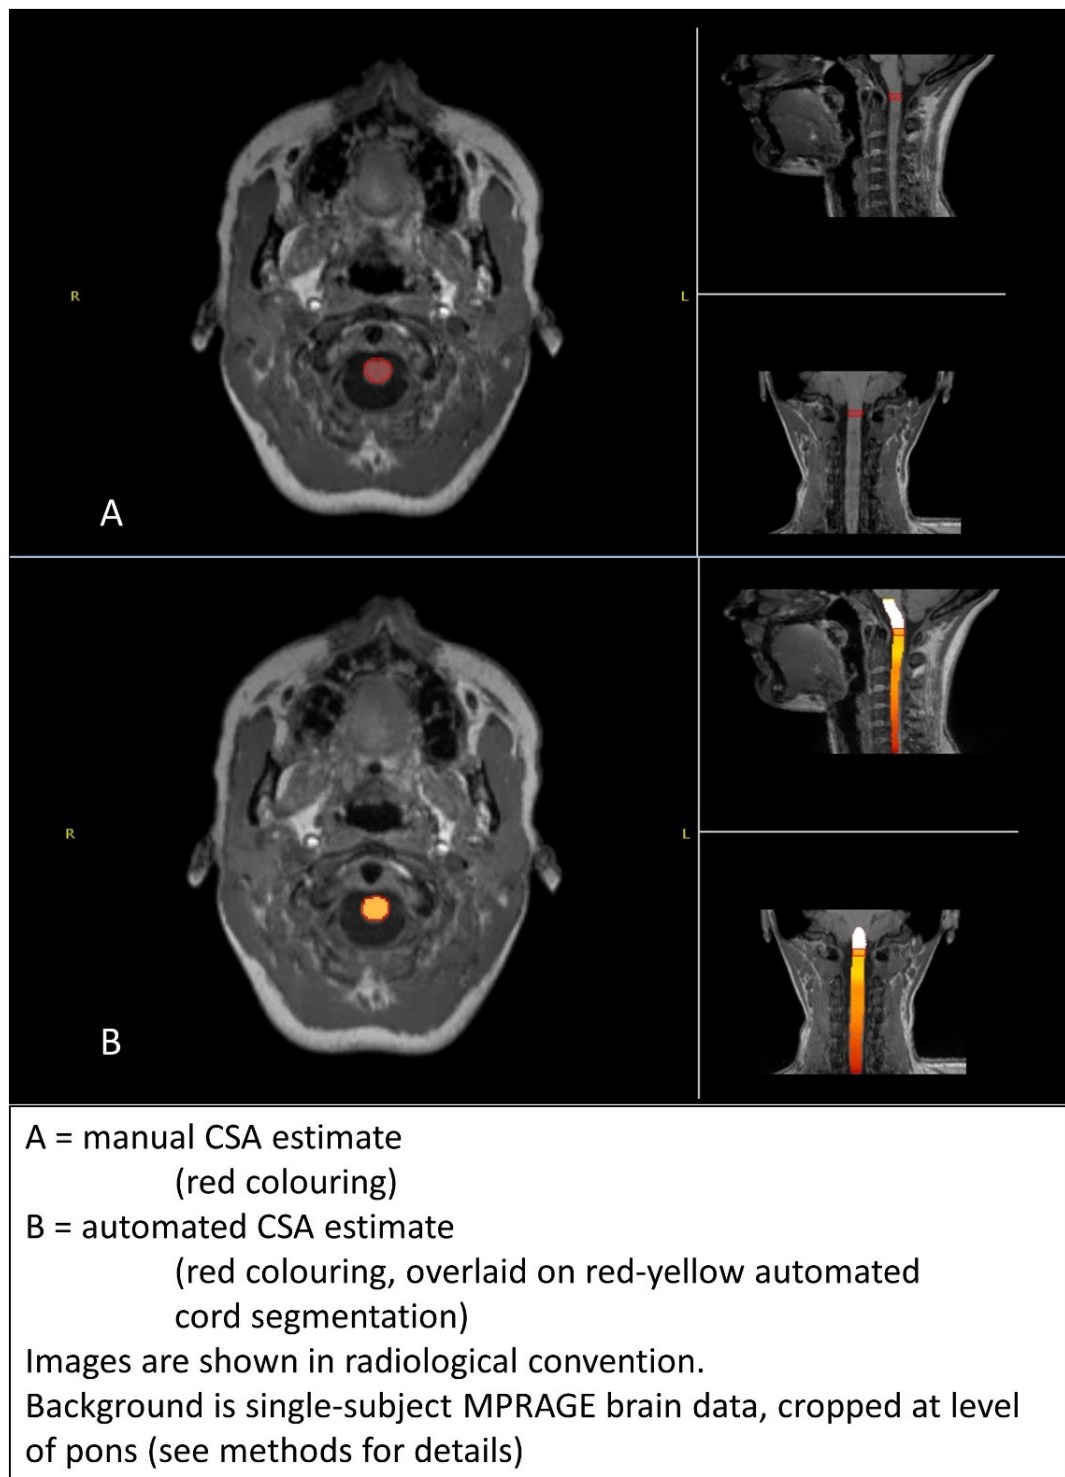 R
L
A
R
L
B
A = manual CSA estimate
(red colouring)
B = automated CSA estimate
(red colouring, overlaid on red-yellow automated
cord segmentation)
Images are shown in radiological convention.
Background is single-subject MPRAGE brain data, cropped at level
of pons (see methods for details)